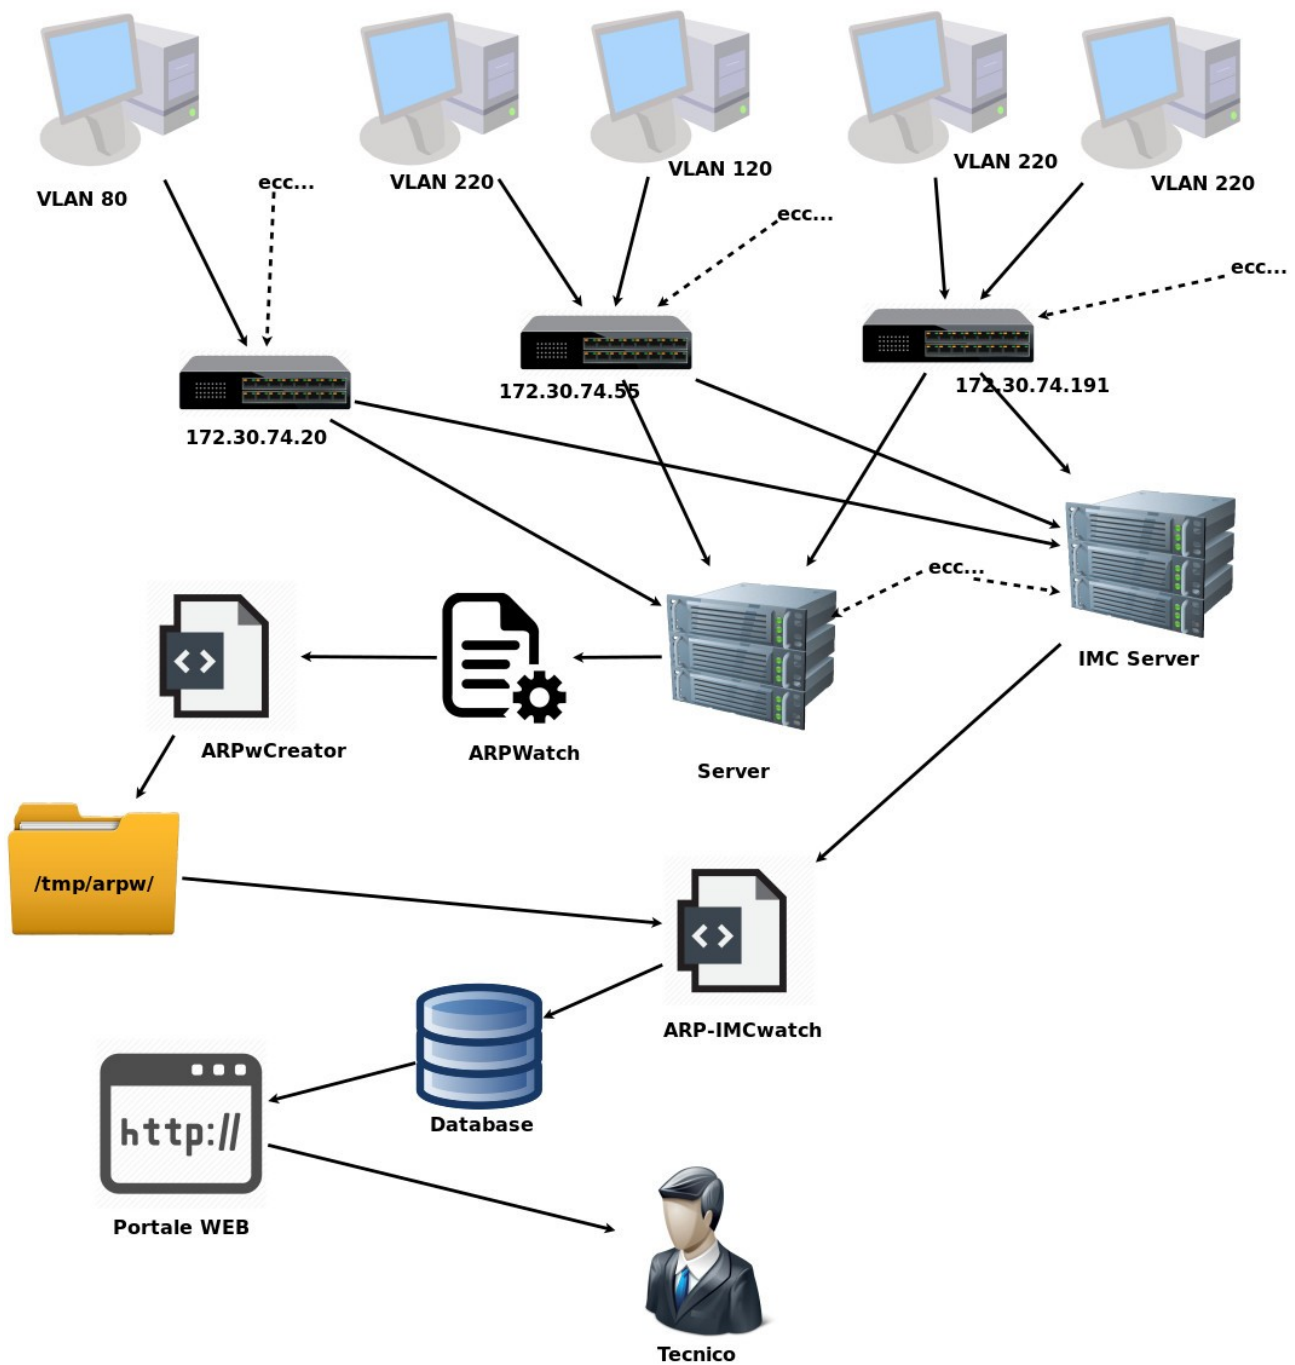 VLAN 80
ecc...
VLAN 220
VLAN 120
ecc...
VLAN 220
VLAN 220
ecc...
172.30.74.20
172.30.74.55
172.30.74.191
ecc...
IMC Server
ARPwCreator
ARPWatch
Server
/tmp/arpw/
ARP-IMCwatch
Database
http://
Portale WEB
Tecnico